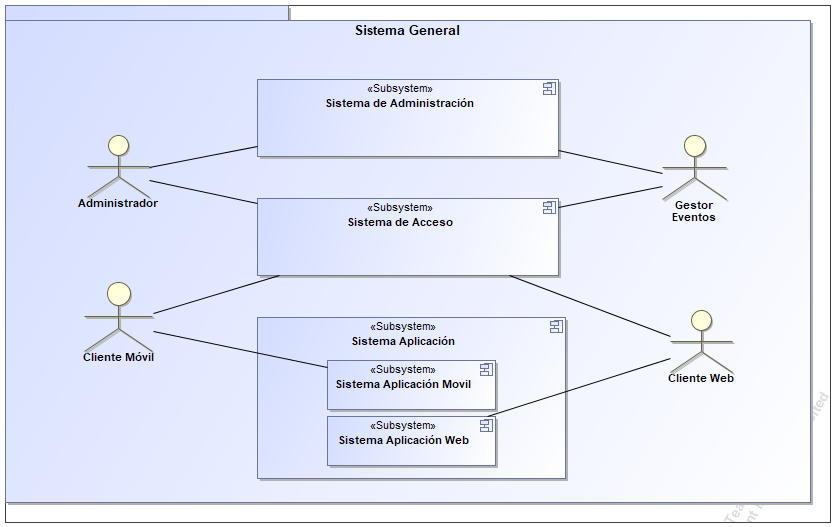 Sistema General
«Subsystem»
Sistema de Administración
Administrador
Gestor
Eventos
«Subsystem»
Sistema de Acceso
Cliente Móvil
«Subsystem»
Sistema Aplicación
«Subsystem»
Sistema Aplicación Movil
Cliente Web
«Subsystem»
Sistema Aplicación Web